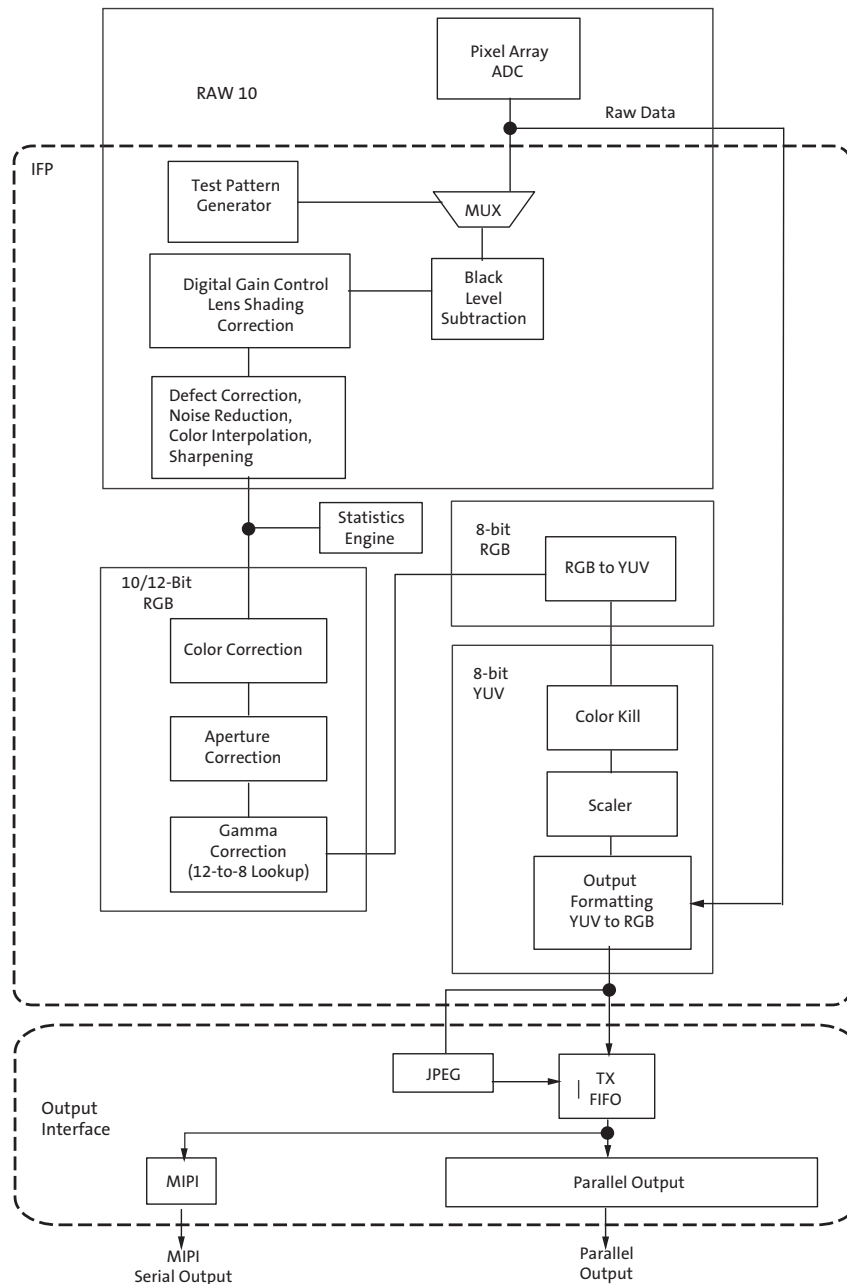 Pixel Array
ADC
RAW 10
Raw Data
IFP
Test Pattern
Generator
MUX
Digital Gain Control
Lens Shading
Correction
Black
Level
Subtraction
Defect Correction,
Noise Reduction,
Color Interpolation,
Sharpening
Statistics
Engine
8-bit
RGB
RGB to YUV
10/12-Bit
RGB
Color Correction
8-bit
YUV
Color Kill
Aperture
Correction
Scaler
Gamma
Correction
(12-to-8 Lookup)
Output
Formatting
YUV to RGB
JPEG
TX
FIFO
Output
Interface
MIPI
Parallel Output
MIPI
Serial Output
Parallel
Output